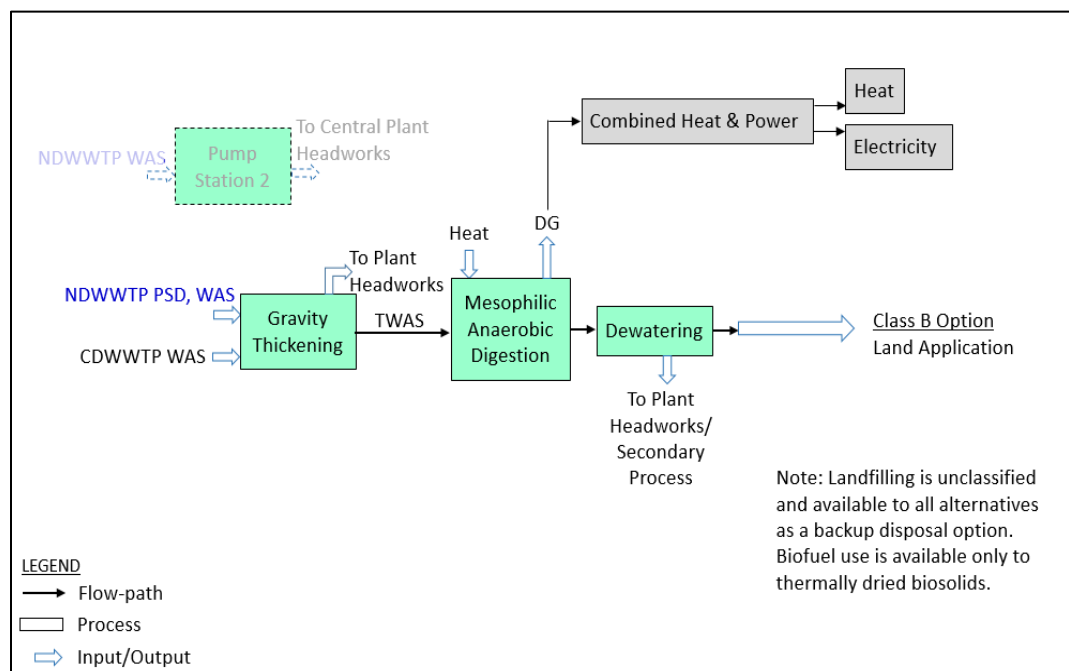 Heat
Combined Heat & Power
Electricity
To Central Plant
Headworks
NDWWTP WAS
Pump
Station 2
Heat
DG
To Plant
Headworks
NDWWTP PSD, WAS
Gravity
Thickening
TWAS
CDWWTP WAS
Mesophilic
Anaerobic
Digestion
Dewatering
Class B Option
Land Application
To Plant
Headworks/
Secondary
Process
Note: Landfilling is unclassified
and available to all alternatives
as a backup disposal option.
Biofuel use is available only to
thermally dried biosolids.
LEGEND
Flow-path
Process
Input/Output